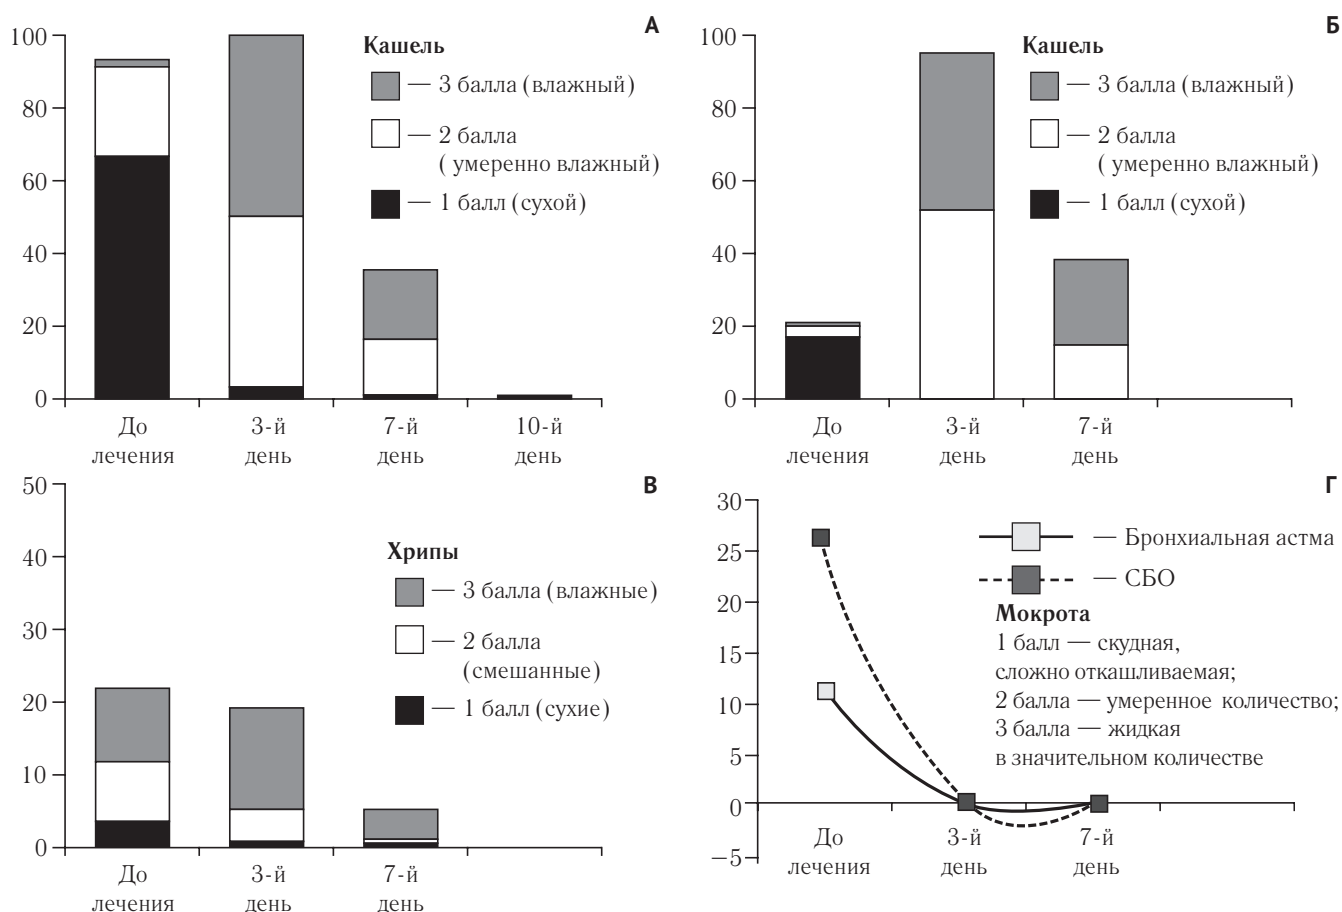 А
100
80
60
40
20
0
Кашель
— 3 балла (влажный)
— 2 балла
( умеренно влажный)
— 1 балл (сухой)
До
лечения
3-й
день
7-й
день
10-й
день
Б
100
80
60
40
20
0
Кашель
— 3 балла (влажный)
— 2 балла
( умеренно влажный)
— 1 балл (сухой)
До
лечения
3-й
день
7-й
день
В
50
40
30
20
10
0
Хрипы
— 3 балла (влажные)
— 2 балла
(смешанные)
— 1 балл (сухие)
До
лечения
3-й
день
7-й
день
Г
30
25
20
15
10
5
0
−5
— Бронхиальная астма
— СБО
Мокрота
1 балл — скудная,
сложно откашливаемая;
2 балла — умеренное количество;
3 балла — жидкая
в значительном количестве
До
лечения
3-й
день
7-й
день